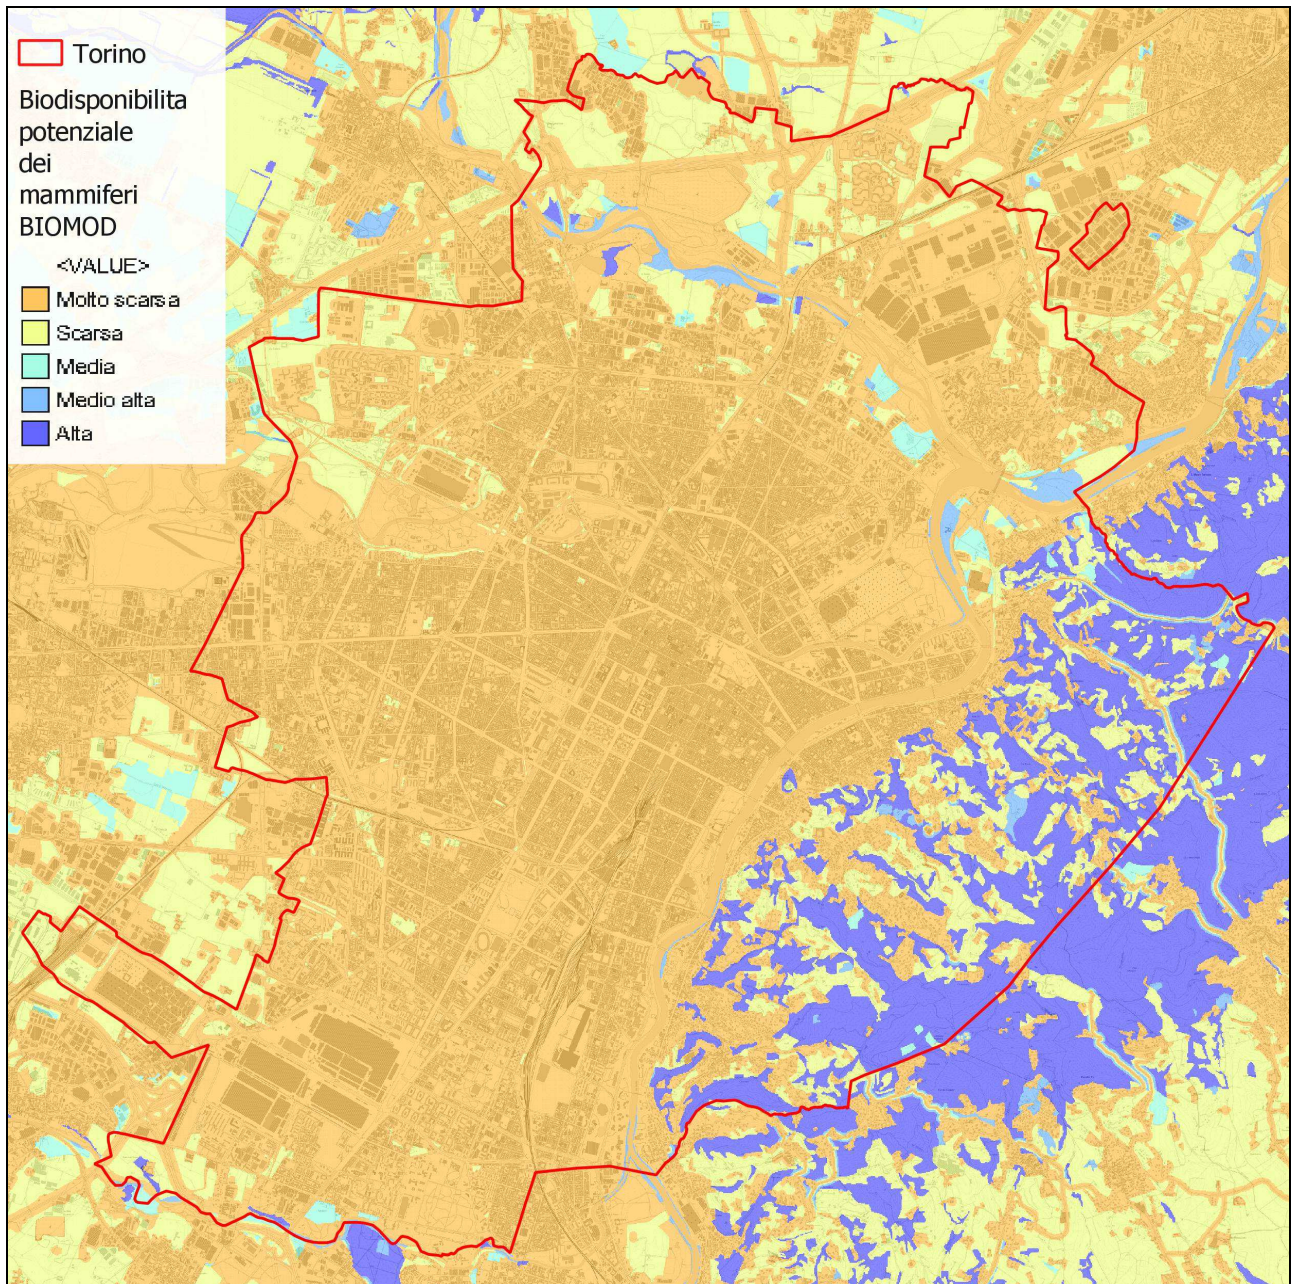 Torino
Biodisponibilita
potenziale
dei
mammiferi
BIOMOD
<VALUE>
Molto scarsa
Scarsa
Media
Medio alta
Alta